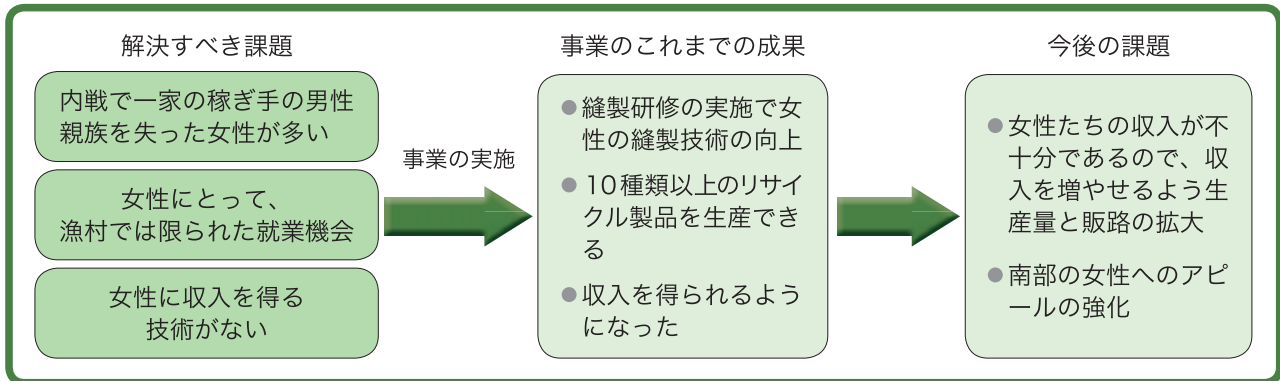 解決すべき課題
内戦で一家の稼ぎ手の男性
親族を失った女性が多い
女性にとって、
漁村では限られた就業機会
女性に収入を得る
技術がない
事業の実施
事業のこれまでの成果
●縫製研修の実施で女
性の縫製技術の向上
●10種類以上のリサイ
クル製品を生産でき
る
●収入を得られるよう
になった
今後の課題
●女性たちの収入が不
十分であるので、収
入を増やせるよう生
産量と販路の拡大
●南部の女性へのアピ
ールの強化